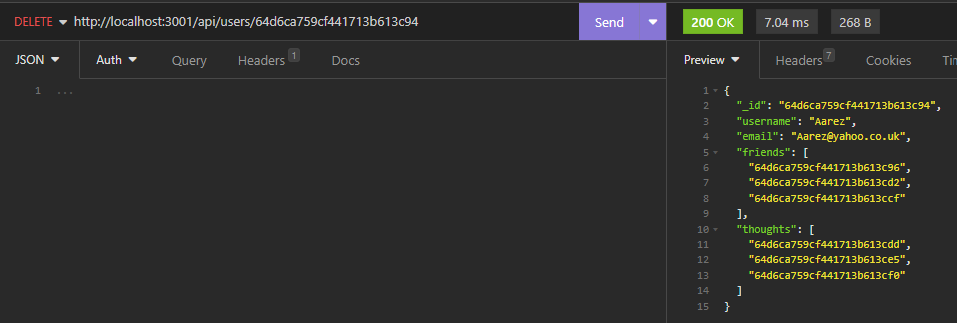 DELETE http://localhost:3001/api/users/64d6ca759cf441713b613c94 Send 200 OK 7.04 ms 268 B
JSON Auth Query Headers 1 Docs Preview Headers 7 Cookies
1 ...
1 {
2 "_id": "64d6ca759cf441713b613c94",
3 "username": "Aarez",
4 "email": "Aarez@yahoo.co.uk",
5 "friends": [
6 "64d6ca759cf441713b613c96",
7 "64d6ca759cf441713b613cd2",
8 "64d6ca759cf441713b613ccf"
9 ],
10 "thoughts": [
11 "64d6ca759cf441713b613cdd",
12 "64d6ca759cf441713b613ce5",
13 "64d6ca759cf441713b613cf0"
14 ]
15 }